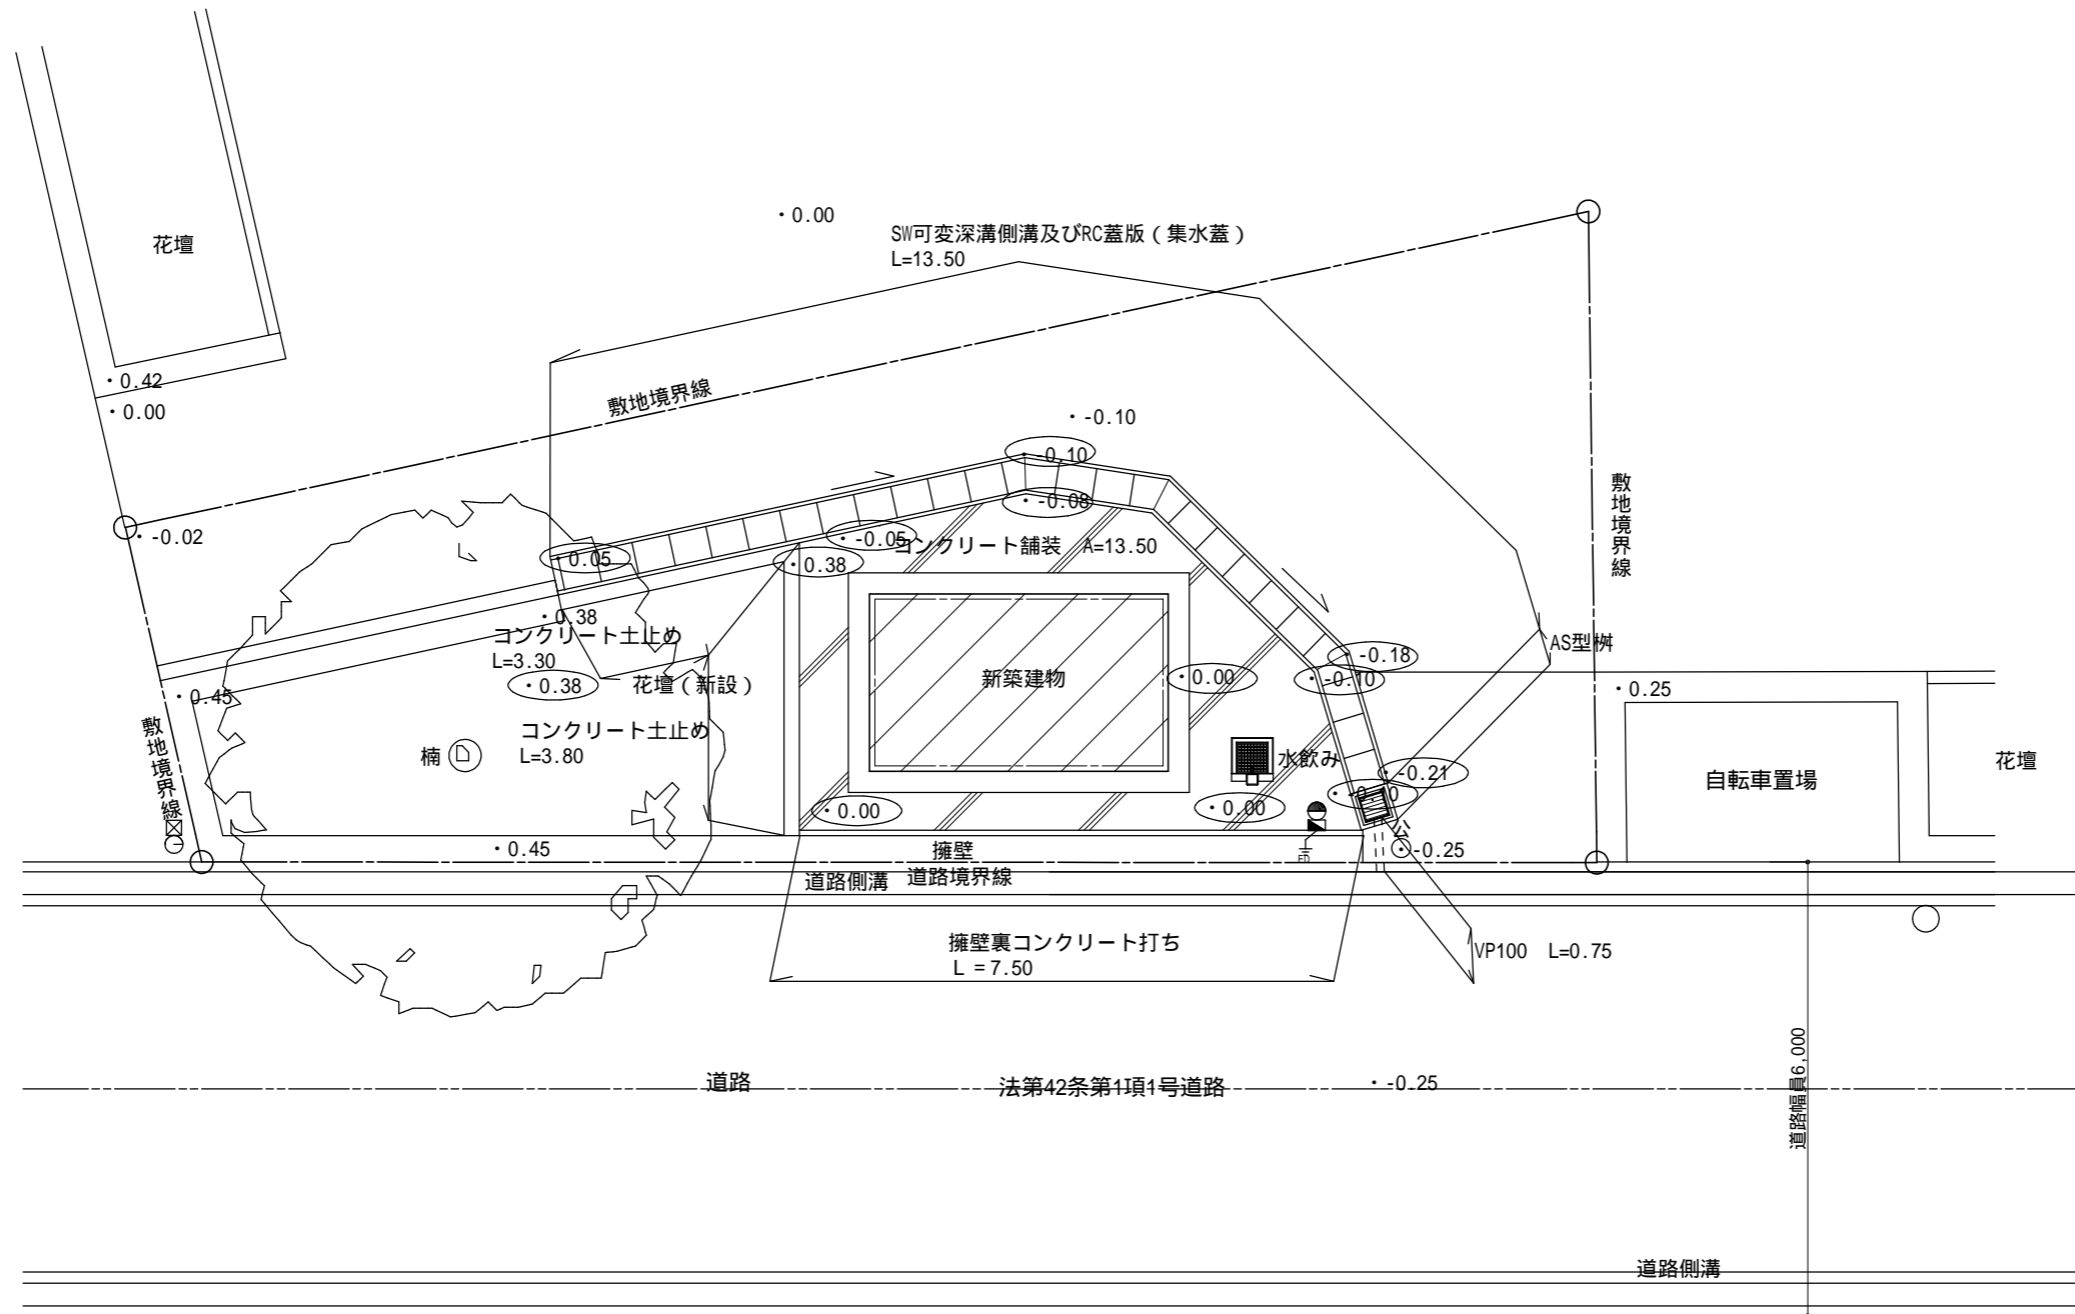 ・0.00
SW可変深溝側溝及びRC蓋版（集水蓋）
L=13.50
花壇
・0.42
・0.00
敷地境界線
・-0.10
・-0.10
・-0.08
敷地境界線
・-0.02
・0.05
・-0.05
コンクリート舗装 A=13.50
・0.38
・0.38
コンクリート土止め
L=3.30
・0.38
花壇（新設）
・0.45
新築建物
・0.00
・-0.18
・-0.10
AS型桝
・0.25
敷地境界線
コンクリート土止め
L=3.80
楠
水飲み
・-0.21
自転車置場
花壇
・0.00
・0.00
公
・-0.25
・0.45
擁壁
道路側溝
道路境界線
擁壁裏コンクリート打ち
L =7.50
VP100 L=0.75
道路
法第42条第1項1号道路
・-0.25
道路幅員6,000
道路側溝